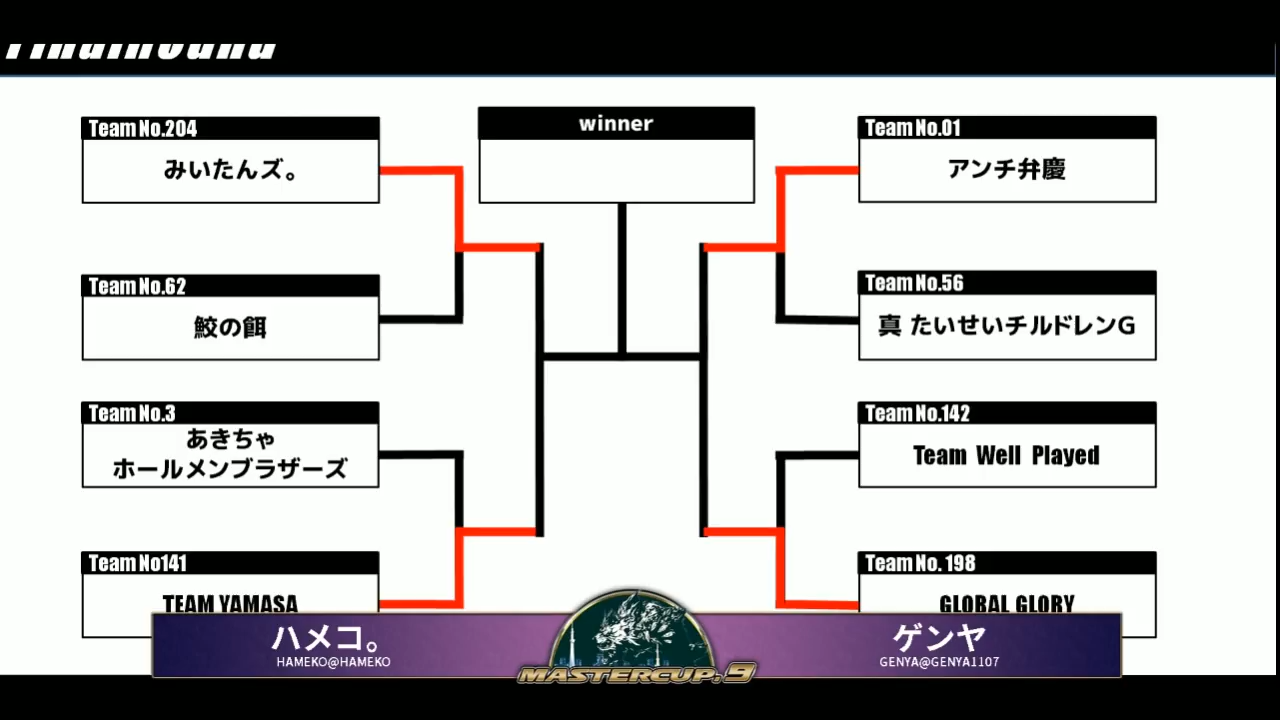 Finalround
winner
Team No.204
みいたんズ。
Team No.62
鮫の餌
Team No.3
あきちゃ
ホールメンブラザーズ
Team No141
TEAM YAMASA
Team No.01
アンチ弁慶
Team No.56
真 たいせいチルドレンG
Team No.142
Team Well Played
Team No. 198
GLOBAL GLORY
ハメコ。
HAMEKO@HAMEKO
MASTERCUP.9
ゲンヤ
GENYA@GENYA1107